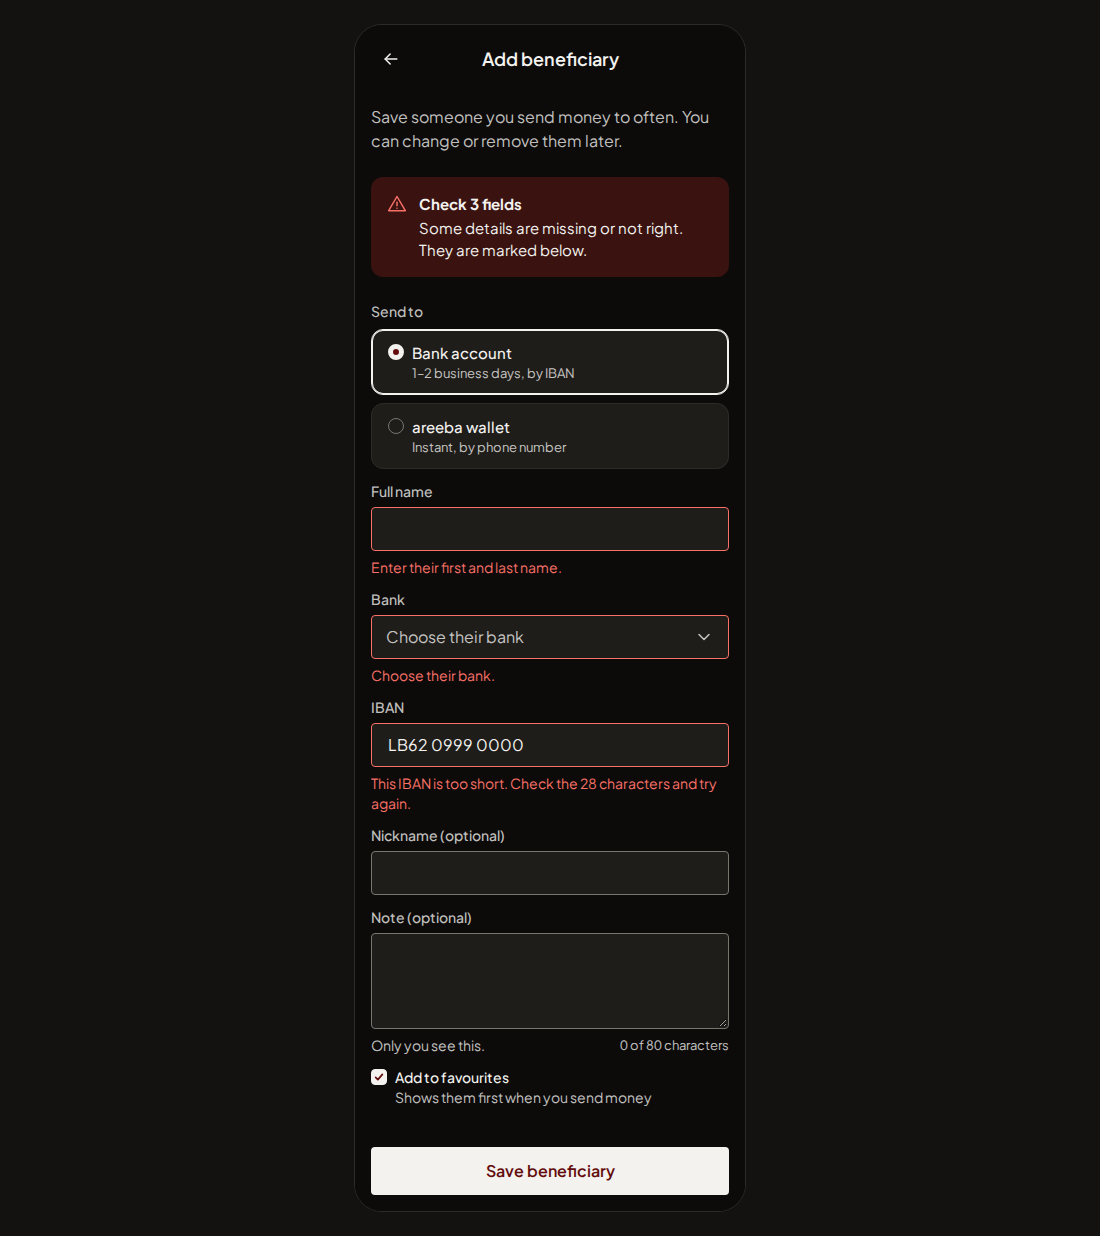 Add beneficiary
Save someone you send money to often. You
can change or remove them later.
Check 3 fields
Some details are missing or not right.
They are marked below.
Send to
Bank account
1–2 business days, by IBAN
areeba wallet
Instant, by phone number
Full name
Enter their first and last name.
Bank
Choose their bank
Choose their bank.
IBAN
LB62 0999 0000
This IBAN is too short. Check the 28 characters and try
again.
Nickname (optional)
Note (optional)
Only you see this.
0 of 80 characters
Add to favourites
Shows them first when you send money
Save beneficiary